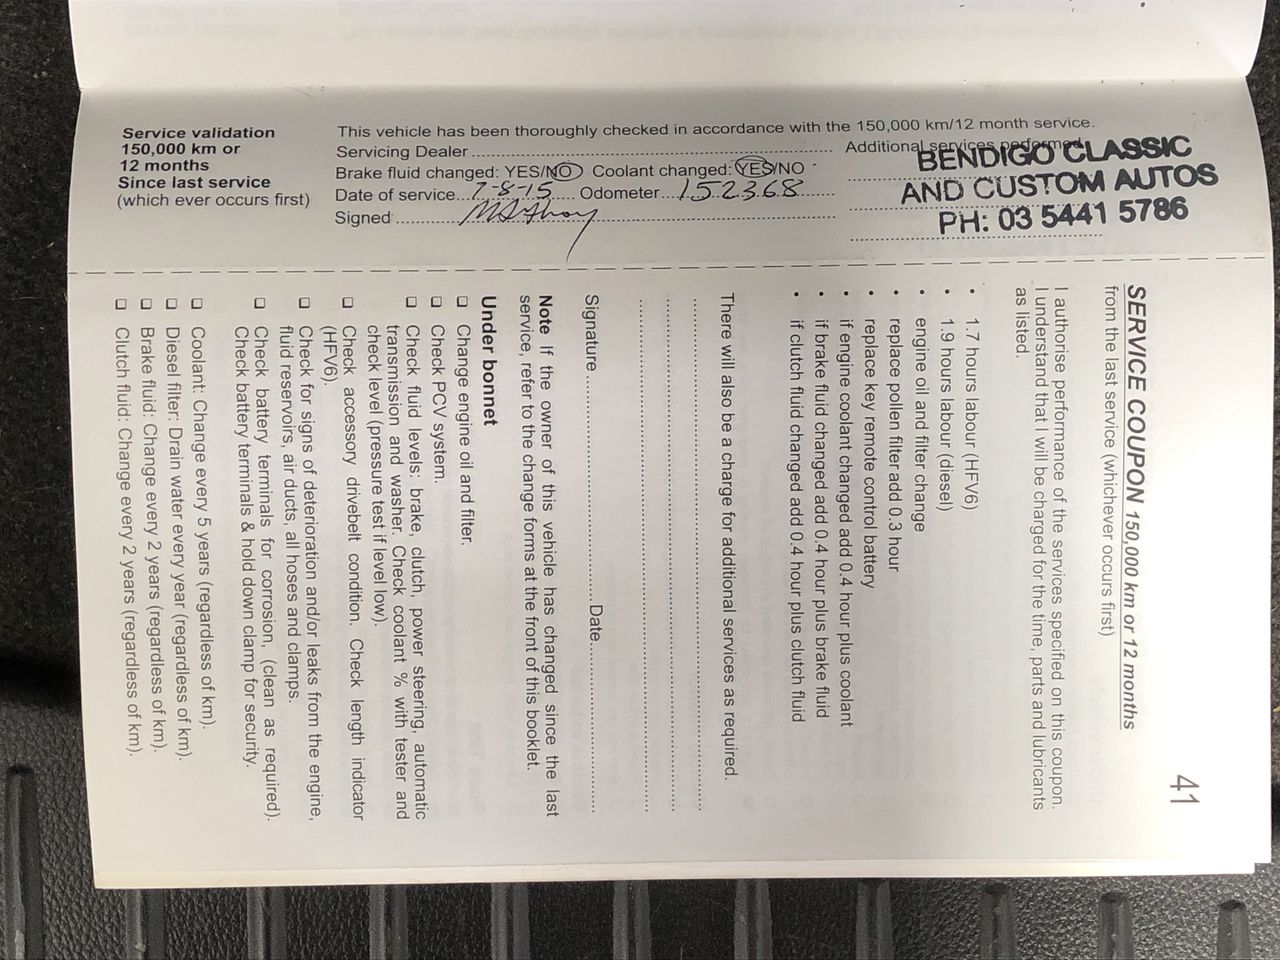 Service validation
150,000 km or
12 months
Since last service
(which ever occurs first)
This vehicle has been thoroughly checked in accordance with the 150,000 km/12 month service.
Servicing Dealer
Additional services performed
Brake fluid changed: YES/NO Coolant changed: YES/NO
Date of service 7-8-15 Odometer 152368
Signed
BENDIGO CLASSIC
AND CUSTOM AUTOS
PH: 03 5441 5786
41
SERVICE COUPON 150,000 km or 12 months
from the last service (whichever occurs first)
I authorise performance of the services specified on this coupon.
I understand that I will be charged for the time, parts and lubricants
as listed.
• 1.7 hours labour (HFV6)
• 1.9 hours labour (diesel)
• engine oil and filter change
• replace pollen filter add 0.3 hour
• replace key remote control battery
• if engine coolant changed add 0.4 hour plus coolant
• if brake fluid changed add 0.4 hour plus brake fluid
• if clutch fluid changed add 0.4 hour plus clutch fluid
There will also be a charge for additional services as required.
Signature Date
Note If the owner of this vehicle has changed since the last
service, refer to the change forms at the front of this booklet.
Under bonnet
❏ Change engine oil and filter.
❏ Check PCV system.
❏ Check fluid levels: brake, clutch, power steering, automatic
transmission and washer. Check coolant % with tester and
check level (pressure test if level low).
❏ Check accessory drivebelt condition. Check length indicator
(HFV6).
❏ Check for signs of deterioration and/or leaks from the engine,
fluid reservoirs, air ducts, all hoses and clamps.
❏ Check battery terminals for corrosion, (clean as required).
Check battery terminals & hold down clamp for security.
❏ Coolant: Change every 5 years (regardless of km).
❏ Diesel filter: Drain water every year (regardless of km).
❏ Brake fluid: Change every 2 years (regardless of km).
❏ Clutch fluid: Change every 2 years (regardless of km).